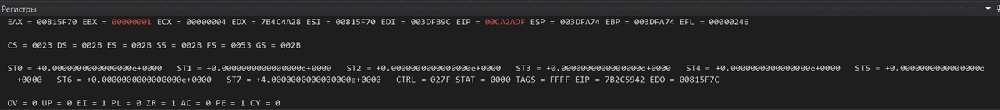 Регистры
EAX = 00815F70 EBX = 00000001 ECX = 00000004 EDX = 7B4C4A28 ESI = 00815F70 EDI = 003DFB9C EIP = 00CA2ADF ESP = 003DFA74 EBP = 003DFA74 EFL = 00000246
CS = 0023 DS = 002B ES = 002B SS = 002B FS = 0053 GS = 002B
ST0 = +0.0000000000000000e+0000 ST1 = +0.0000000000000000e+0000 ST2 = +0.0000000000000000e+0000 ST3 = +0.0000000000000000e+0000 ST4 = +0.0000000000000000e+0000 ST5 = +0.0000000000000000e
+0000 ST6 = +0.0000000000000000e+0000 ST7 = +4.0000000000000000e+0000 CTRL = 027F STAT = 0000 TAGS = FFFF EIP = 7B2C5942 EDO = 00815F7C
OV = 0 UP = 0 EI = 1 PL = 0 ZR = 1 AC = 0 PE = 1 CY = 0